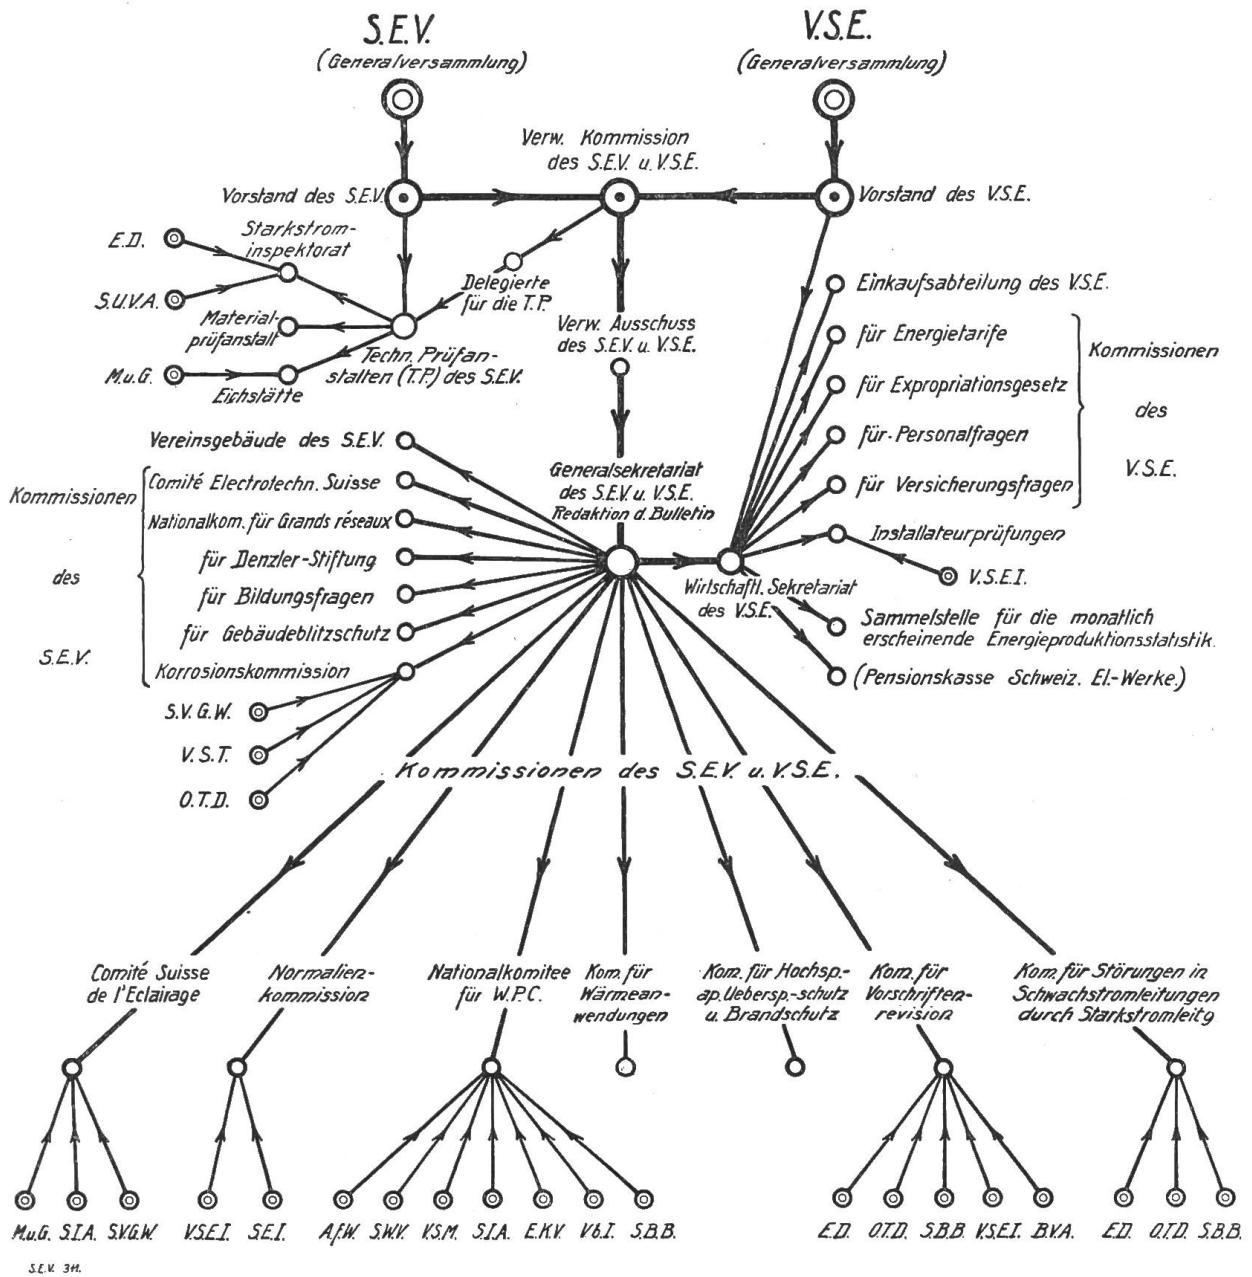 S.E.V.
(Generalversammlung)
V.S.E.
(Generalversammlung)
Verw. Kommission
des S.E.V. u. V.S.E.
Vorstand des S.E.V.
Vorstand des V.S.E.
E.D.
Starkstrom-
inspektorat
S.U.V.A.
Material-
prüfanstalt
M.u.G.
Eichstätte
Delegierte
für die T.P.
Techn. Prüfan-
stalten (T.P.) des S.E.V.
Verw. Ausschuss
des S.E.V. u. V.S.E.
Einkaufsabteilung des V.S.E.
für Energietarife
für Expropriationsgesetz
für Personalfragen
für Versicherungsfragen
Kommissionen
des
V.S.E.
Installateurprüfungen
V.S.E.I.
Sammelstelle für die monatlich
erscheinende Energieproduktionsstatistik.
(Pensionskasse Schweiz. El.-Werke.)
Generalsekretariat
des S.E.V. u. V.S.E.
Redaktion d. Bulletin
Wirtschaftl. Sekretariat
des V.S.E.
Vereinsgebäude des S.E.V.
Comité Electrotechn. Suisse
Nationalkom. für Grands réseaux
für Denzler-Stiftung
für Bildungsfragen
für Gebäudeblitzschutz
Korrosionskommission
Kommissionen
des
S.E.V.
S.V.G.W.
V.S.T.
O.T.D.
Kommissionen des S.E.V. u. V.S.E.
Comité Suisse
de l'Eclairage
Normalien-
kommission
Nationalkomitee
für W.P.C.
Kom. für
Wärmean-
wendungen
Kom. für Hochsp.-
ap. Uebersp.-schutz
u. Brandschutz
Kom. für
Vorschriften-
revision
Kom. für Störungen in
Schwachstromleitungen
durch Starkstromleitg
M.u.G. S.I.A. S.V.G.W.
V.S.E.I. S.E.I.
A.f.W. S.W.V. V.S.M. S.I.A. E.K.V. V.b.I. S.B.B.
E.D. O.T.D. S.B.B. V.S.E.I. B.V.A.
E.D. O.T.D. S.B.B.
S.E.V. 311.